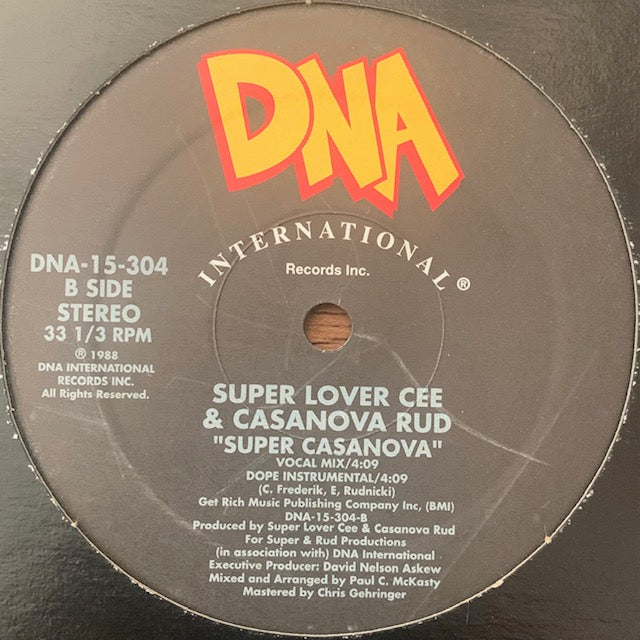 DNA
INTERNATIONAL®
Records Inc.
DNA-15-304
B SIDE
STEREO
33 1/3 RPM
℗ 1988
DNA INTERNATIONAL
RECORDS INC.
All Rights Reserved.
SUPER LOVER CEE
& CASANOVA RUD
"SUPER CASANOVA"
VOCAL MIX/4:09
DOPE INSTRUMENTAL/4:09
(C. Frederik, E, Rudnicki)
Get Rich Music Publishing Company Inc, (BMI)
DNA-15-304-B
Produced by Super Lover Cee & Casanova Rud
For Super & Rud Productions
(in association with) DNA International
Executive Producer: David Nelson Askew
Mixed and Arranged by Paul C. McKasty
Mastered by Chris Gehringer